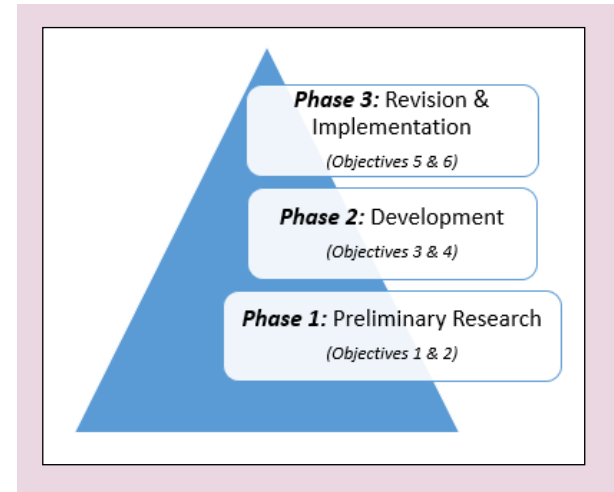 Phase 3: Revision &
Implementation
(Objectives 5 & 6)
Phase 2: Development
(Objectives 3 & 4)
Phase 1: Preliminary Research
(Objectives 1 & 2)